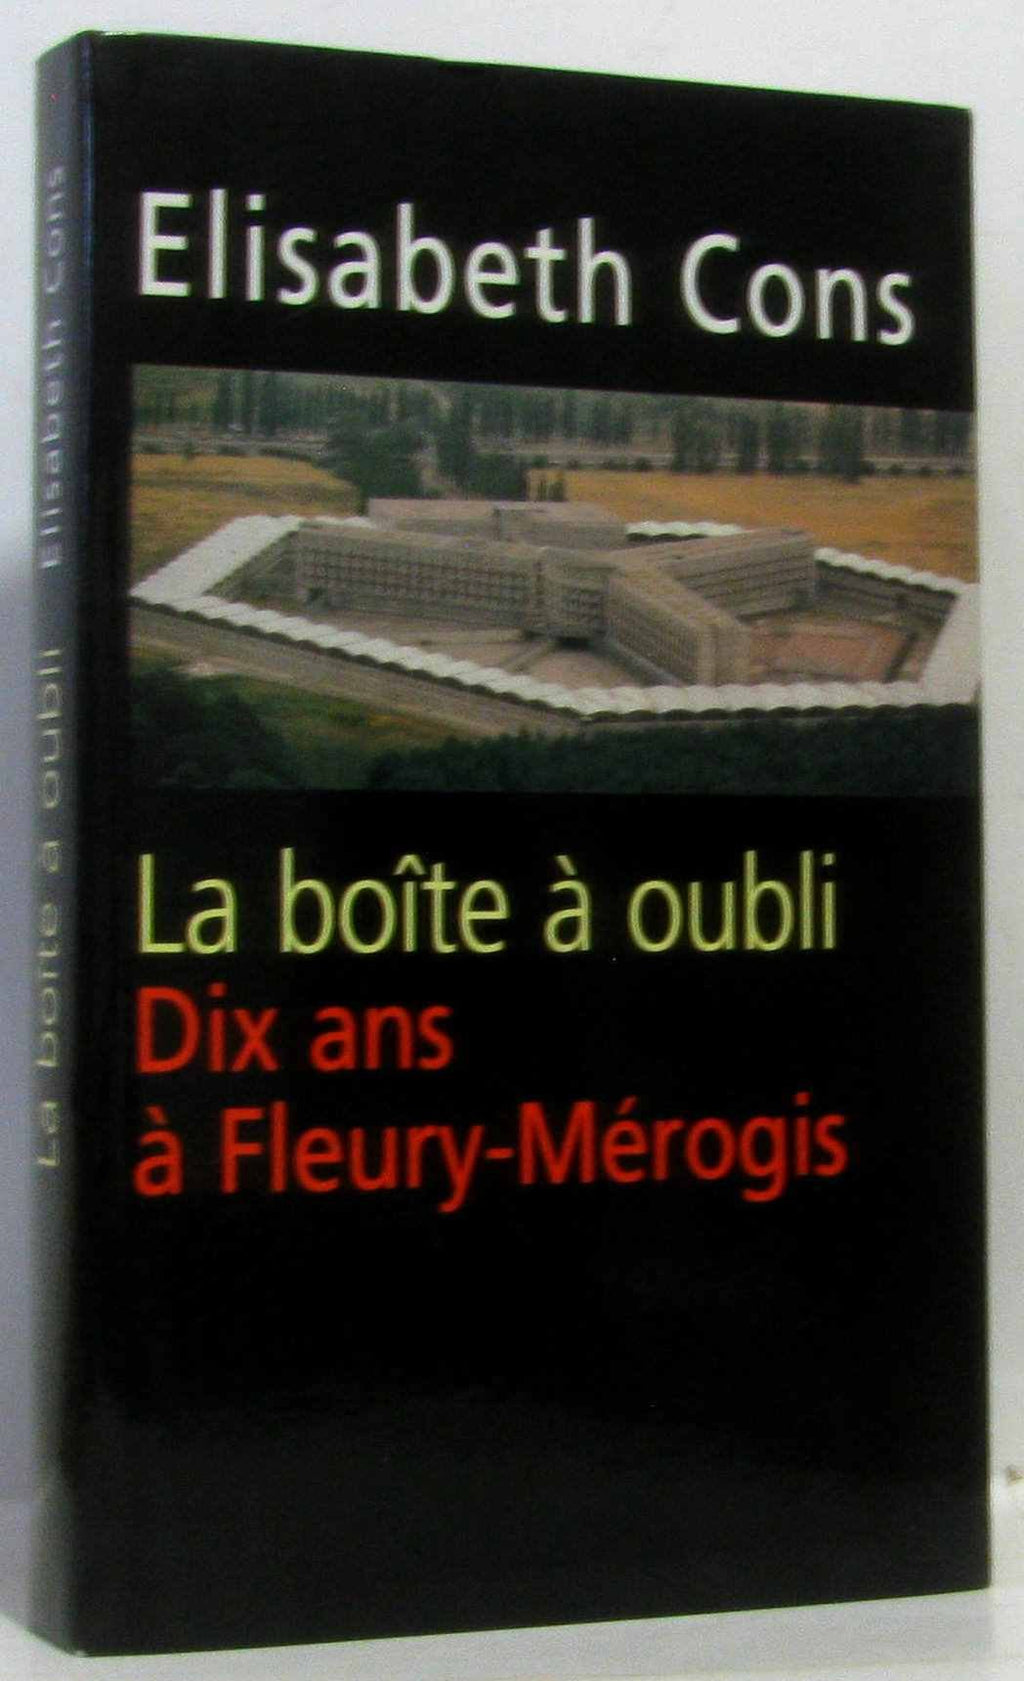 Elisabeth Cons
La boîte à oubli
Dix ans
à Fleury-Mérogis
La boîte à oubli Elisabeth Cons